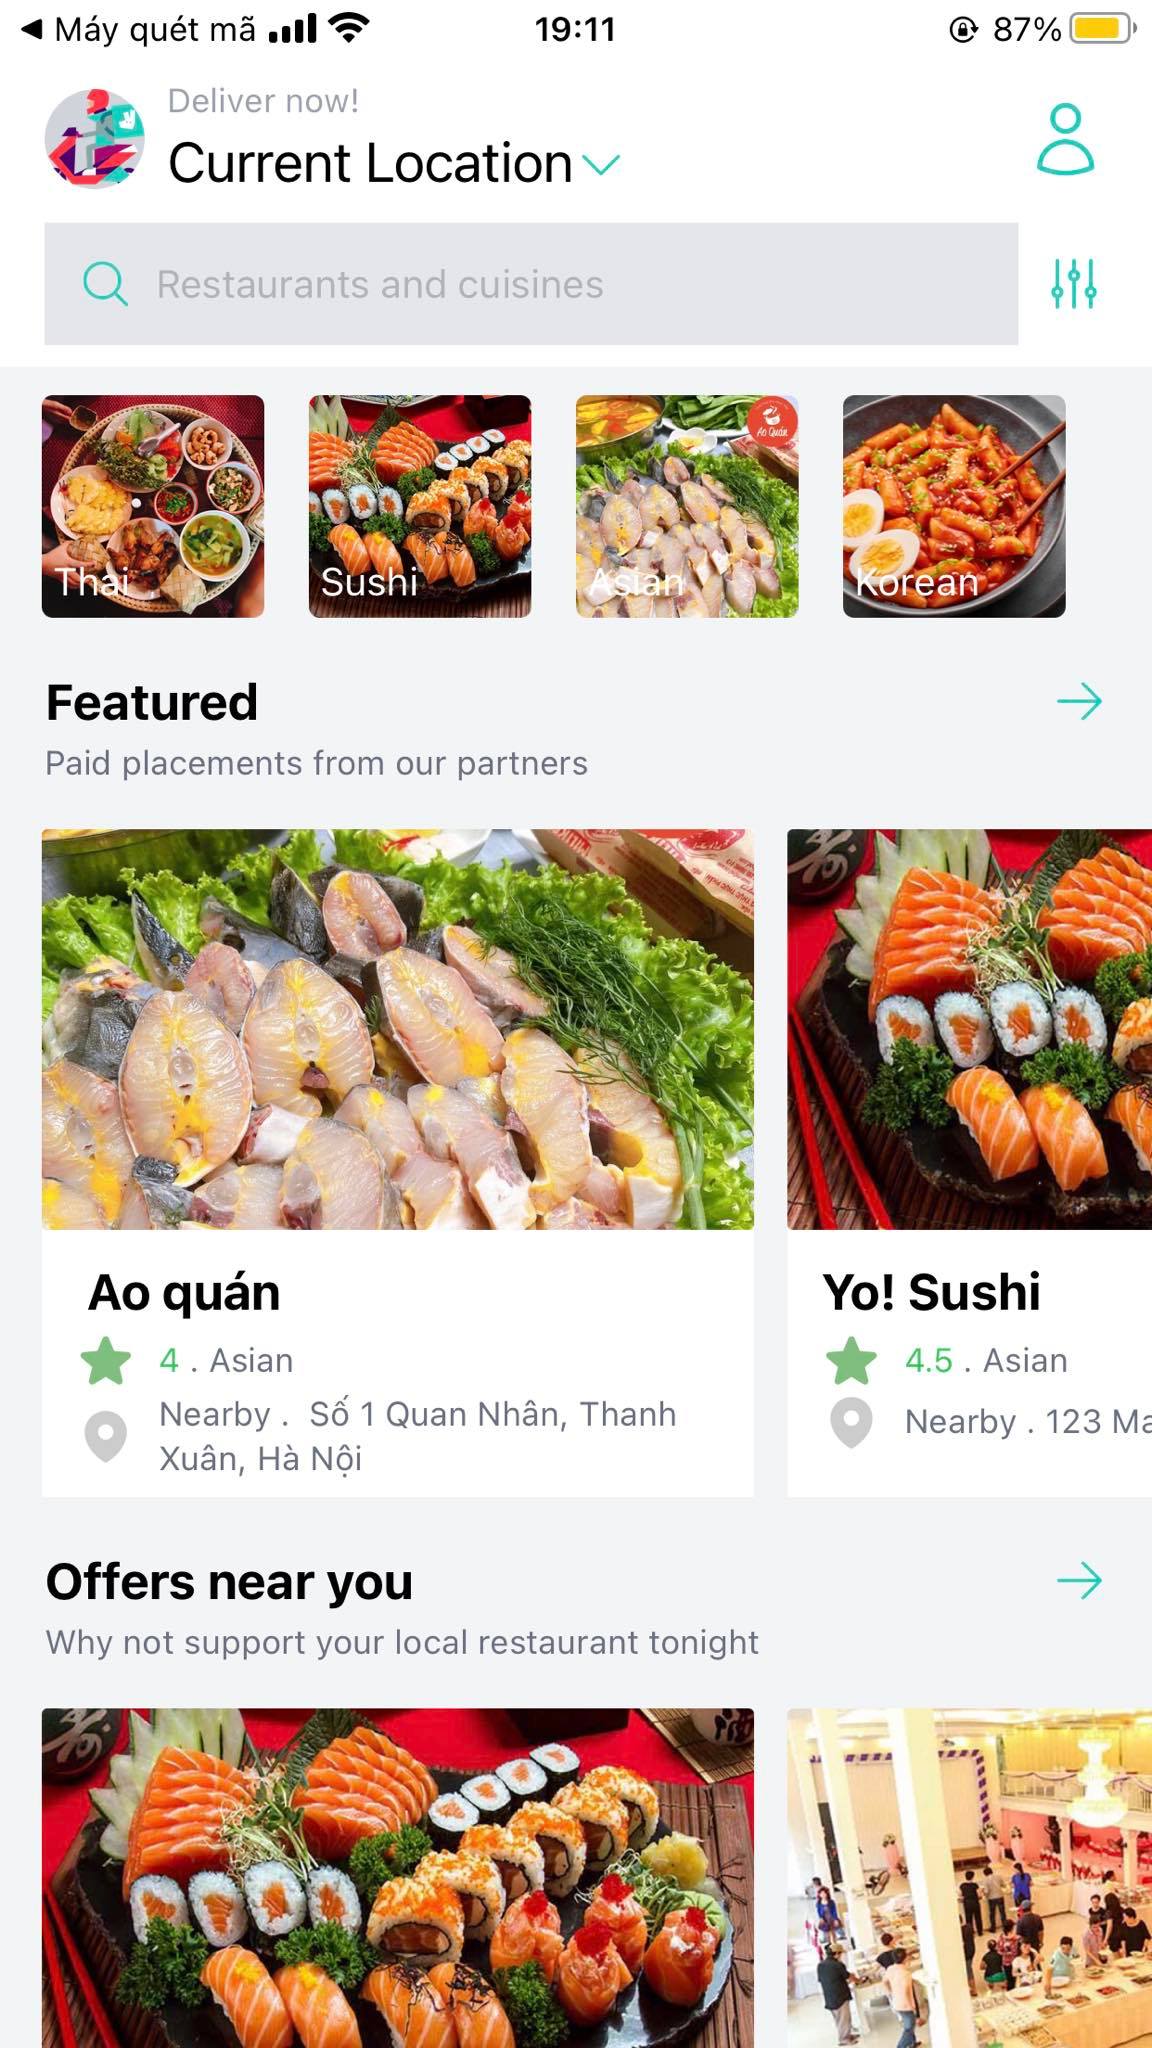 Máy quét mã
19:11
87%
Deliver now!
Current Location
Restaurants and cuisines
Thai
Sushi
Ao Quán
Asian
Korean
Featured
Paid placements from our partners
Ao quán
4 . Asian
Nearby .  Số 1 Quan Nhân, Thanh
Xuân, Hà Nội
Yo! Sushi
4.5 . Asian
Nearby . 123 Ma
Offers near you
Why not support your local restaurant tonight